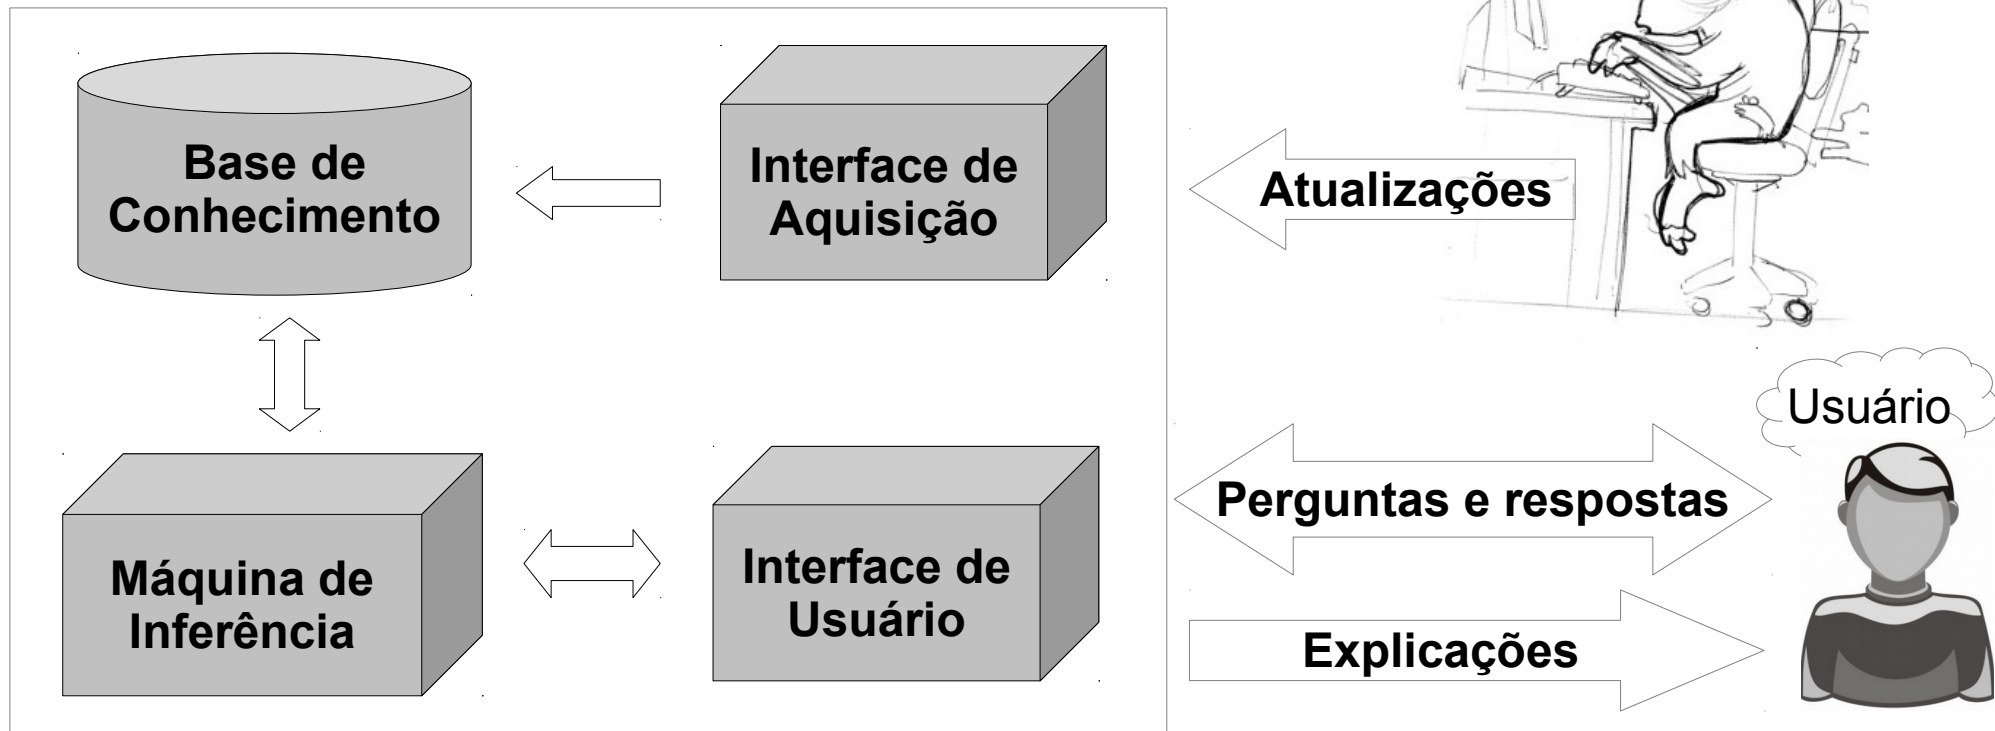 Base de
Conhecimento
Interface de
Aquisição
Atualizações
Usuário
Máquina de
Inferência
Interface de
Usuário
Perguntas e respostas
Explicações